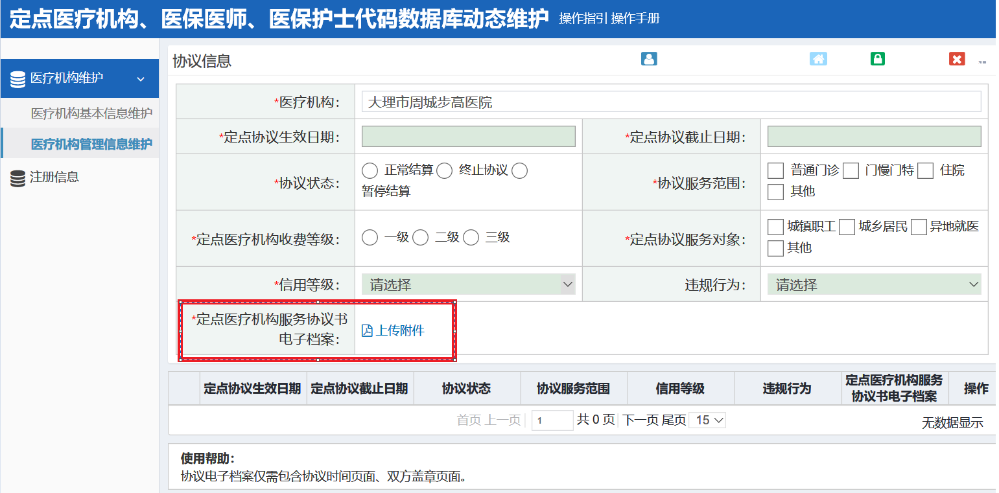 定点医疗机构、医保医师、医保护士代码数据库动态维护 操作指引 操作手册
医疗机构维护
医疗机构基本信息维护
医疗机构管理信息维护
注册信息
协议信息
*医疗机构： 大理市周城步高医院
*定点协议生效日期： *定点协议截止日期：
*协议状态： 正常结算 终止协议
暂停结算
*协议服务范围： 普通门诊 门慢门特 住院
其他
*定点医疗机构收费等级： 一级 二级 三级
*定点协议服务对象： 城镇职工 城乡居民 异地就医
其他
*信用等级： 请选择 违规行为： 请选择
*定点医疗机构服务协议书
电子档案：
上传附件
定点协议生效日期 定点协议截止日期 协议状态 协议服务范围 信用等级 违规行为 定点医疗机构服务
协议书电子档案
操作
首页 上一页 1 共 0 页 下一页 尾页 15
无数据显示
使用帮助：
协议电子档案仅需包含协议时间页面、双方盖章页面。